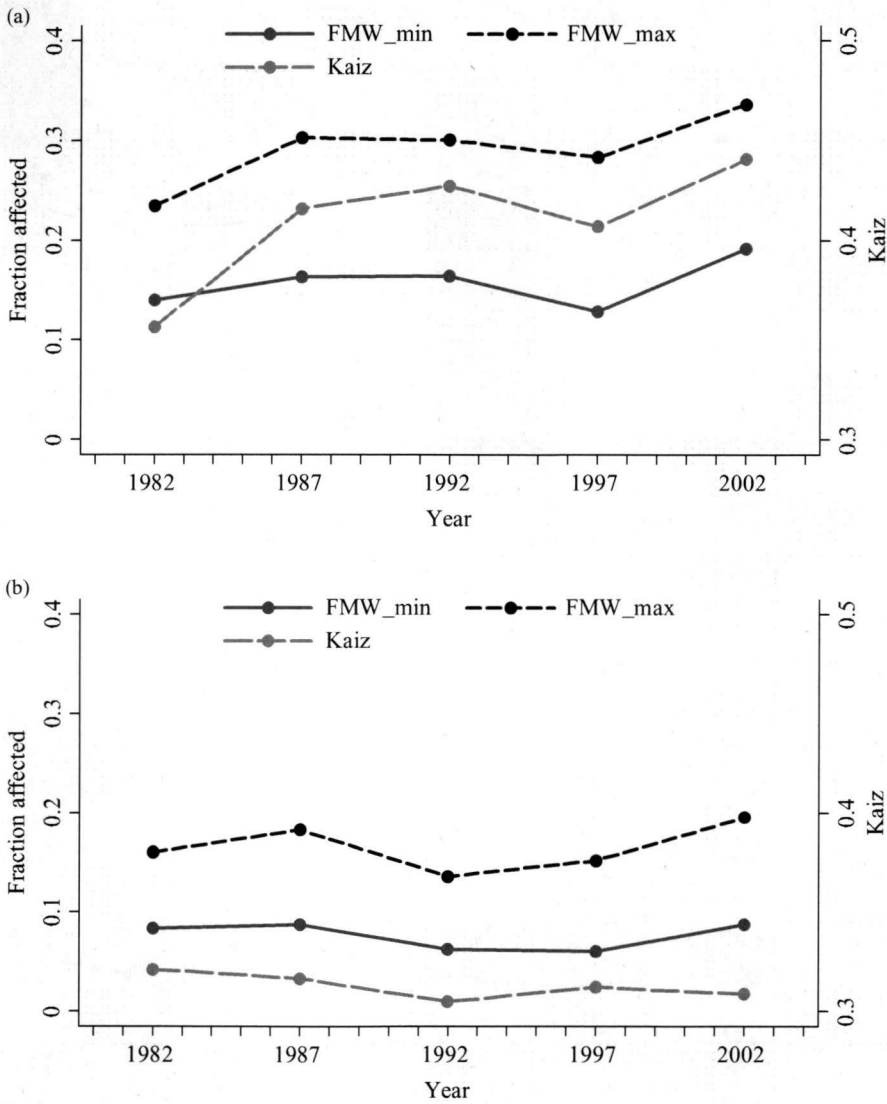 (a)
FMW_min FMW_max
Kaiz
0.4
0.3
0.2
0.1
0
Fraction affected
0.5
0.4
0.3
Kaiz
1982 1987 1992 1997 2002
Year
(b)
FMW_min FMW_max
Kaiz
0.4
0.3
0.2
0.1
0
Fraction affected
0.5
0.4
0.3
Kaiz
1982 1987 1992 1997 2002
Year